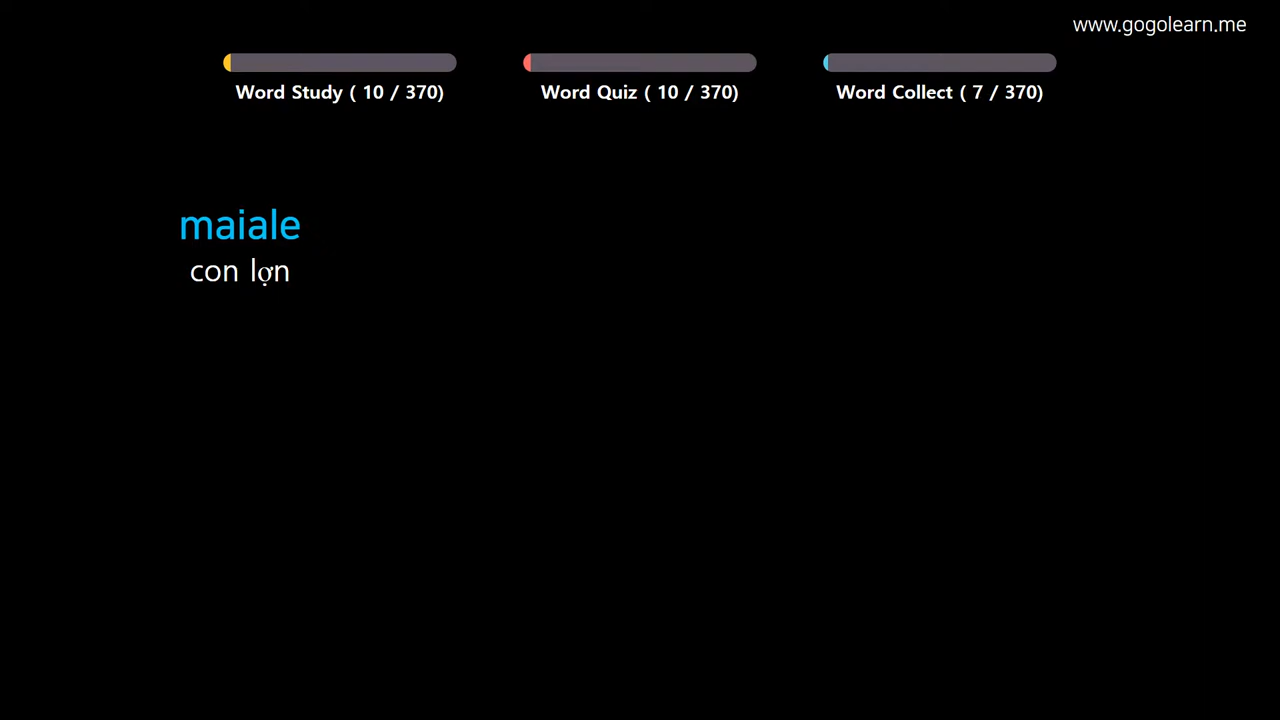 www.gogolearn.me
Word Study ( 10 / 370)
Word Quiz ( 10 / 370)
Word Collect ( 7 / 370)
maiale
con lợn